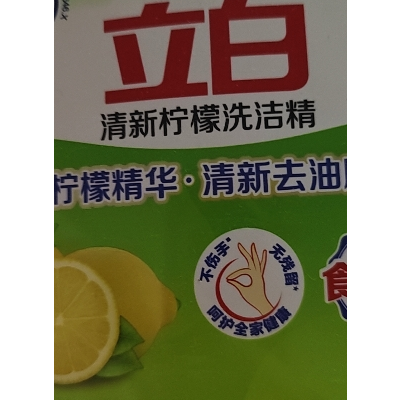 立白
清新柠檬洗洁精
柠檬精华·清新去油
不伤手* 无残留*
呵护全家健康
食